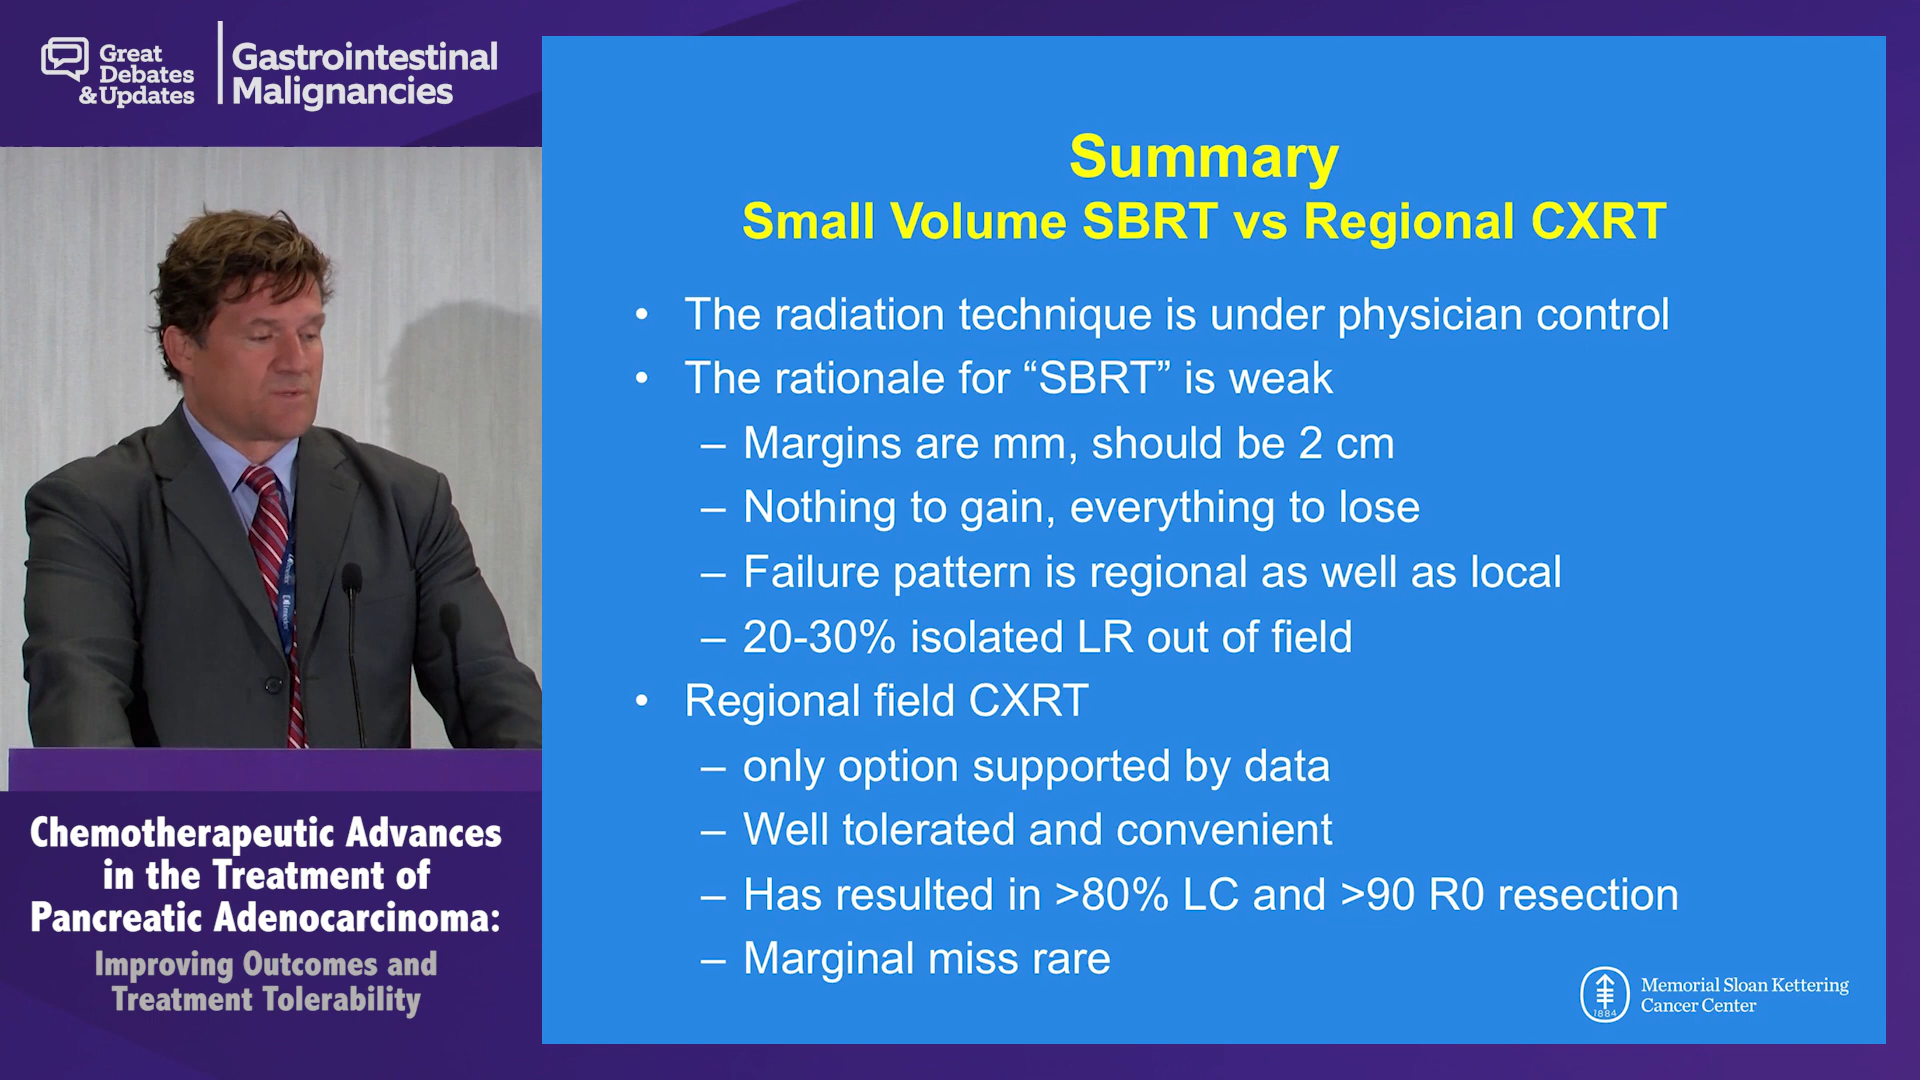 Great
Debates
& Updates
Gastrointestinal
Malignancies
Summary
Small Volume SBRT vs Regional CXRT
• The radiation technique is under physician control
• The rationale for “SBRT” is weak
– Margins are mm, should be 2 cm
– Nothing to gain, everything to lose
– Failure pattern is regional as well as local
– 20-30% isolated LR out of field
• Regional field CXRT
– only option supported by data
– Well tolerated and convenient
– Has resulted in >80% LC and >90 R0 resection
– Marginal miss rare
1884
Memorial Sloan Kettering
Cancer Center
Chemotherapeutic Advances
in the Treatment of
Pancreatic Adenocarcinoma:
Improving Outcomes and
Treatment Tolerability